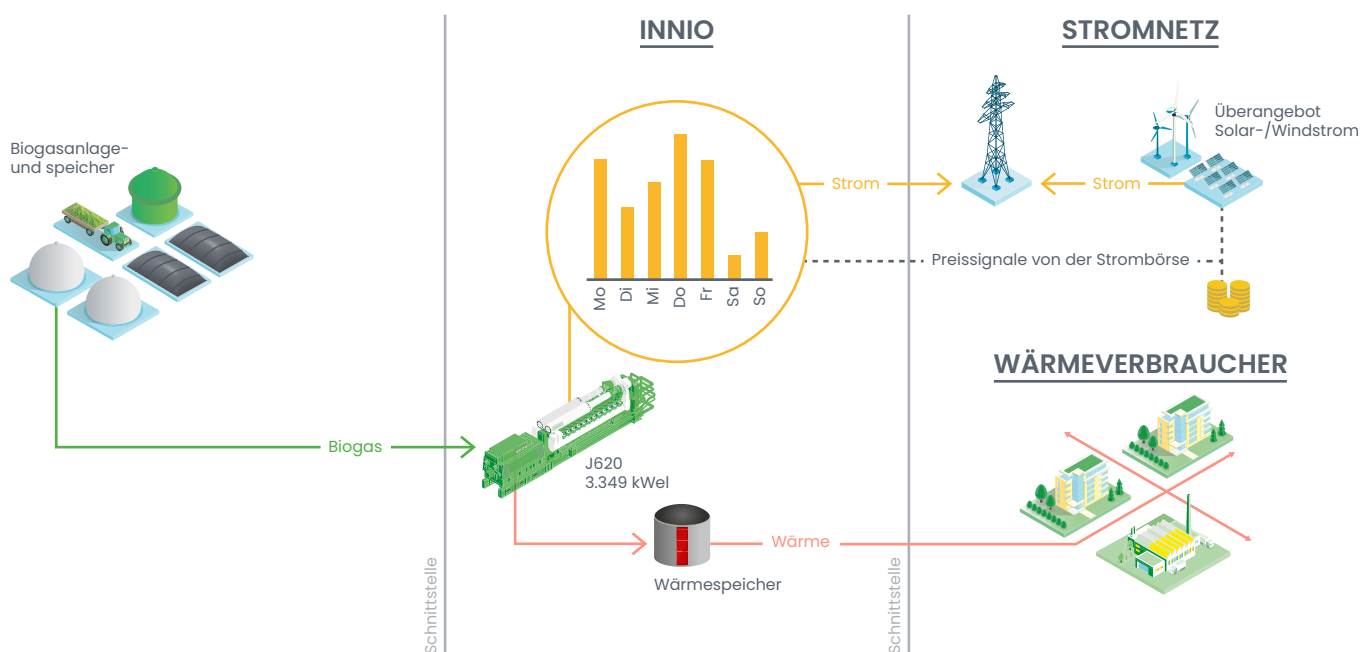 INNIO
STROMNETZ
Biogasanlage-
und speicher
Überangebot
Solar-/Windstrom
Strom
Strom
Preissignale von der Strombörse
Mo
Di
Mi
Do
Fr
Sa
So
WÄRMEVERBRAUCHER
Biogas
J620
3.349 kWel
Wärme
Wärmespeicher
Schnittstelle
Schnittstelle